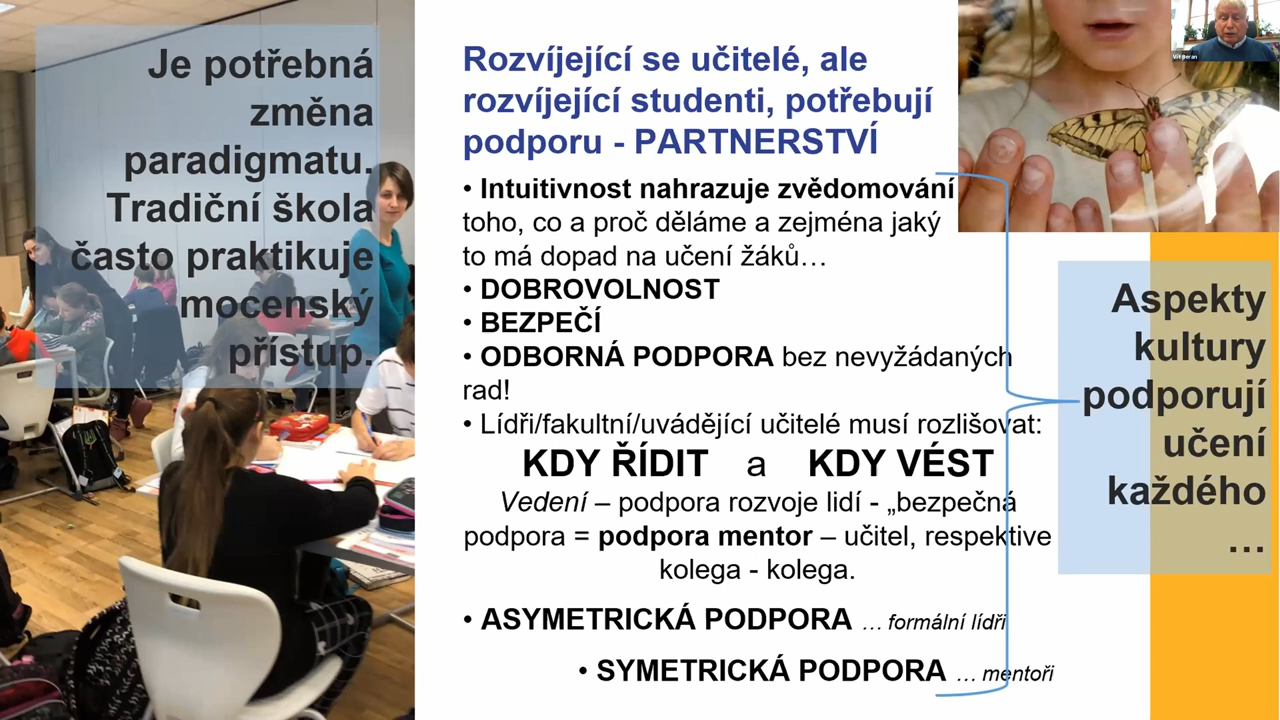 Je potřebná
změna
paradigmatu.
Tradiční škola
často praktikuje
mocenský
přístup.
Rozvíjející se učitelé, ale
rozvíjející studenti, potřebují
podporu - PARTNERSTVÍ
• Intuitivnost nahrazuje zvědomování
toho, co a proč děláme a zejména jaký
to má dopad na učení žáků…
• DOBROVOLNOST
• BEZPEČÍ
• ODBORNÁ PODPORA bez nevyžádaných
rad!
• Lídři/fakultní/uvádějící učitelé musí rozlišovat:
KDY ŘÍDIT a KDY VÉST
Vedení – podpora rozvoje lidí - „bezpečná
podpora = podpora mentor – učitel, respektive
kolega - kolega.
• ASYMETRICKÁ PODPORA … formální lídři
• SYMETRICKÁ PODPORA … mentoři
Aspekty
kultury
podporují
učení
každého
…
Vít Beran